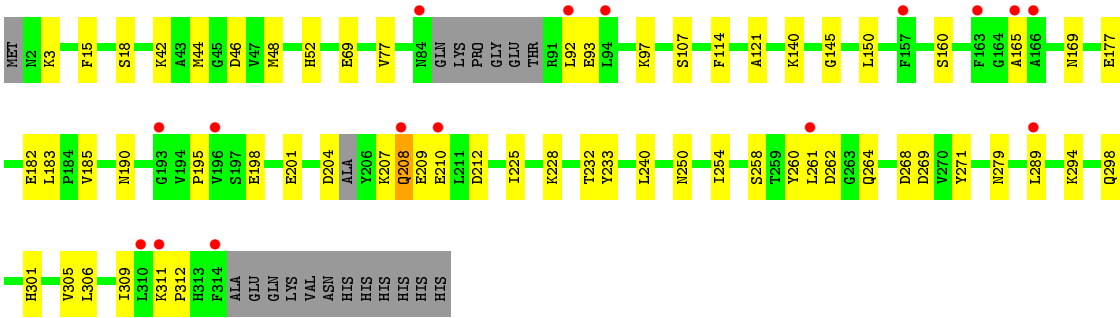 MET N2 K3 F15 S18 K42 A43 M44 G45 D46 V47 M48 H52 E69 V77 N84 GLN LYS PRO GLY GLU THR R91 L92 E93 L94 K97 S107 F114 A121 K140 G145 L150 F157 S160 F163 G164 A165 A166 N169 E177
E182 L183 P184 V185 N190 G193 V194 P195 V196 S197 E198 E201 D204 ALA Y206 K207 Q208 E209 E210 L211 D212 I225 K228 T232 Y233 L240 N250 I254 S258 T259 Y260 L261 D262 G263 Q264 D268 D269 V270 Y271 N279 L289 K294 Q298
H301 V305 L306 I309 L310 K311 P312 H313 F314 ALA GLU GLN LYS VAL ASN HIS HIS HIS HIS HIS HIS